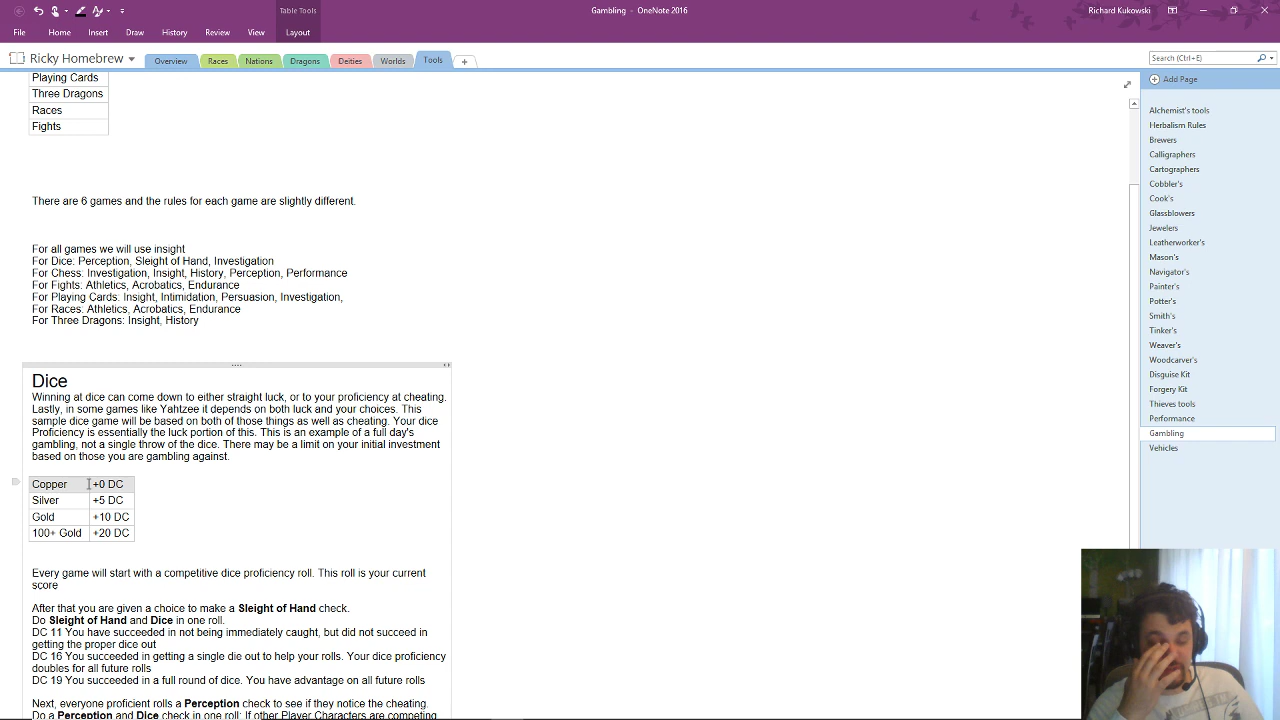 Table Tools
Gambling - OneNote 2016
Richard Kukowski
File
Home
Insert
Draw
History
Review
View
Layout
Ricky Homebrew
Overview
Races
Nations
Dragons
Deities
Worlds
Tools
Search (Ctrl+E)
Playing Cards
Three Dragons
Races
Fights
There are 6 games and the rules for each game are slightly different.
For all games we will use insight
For Dice: Perception, Sleight of Hand, Investigation
For Chess: Investigation, Insight, History, Perception, Performance
For Fights: Athletics, Acrobatics, Endurance
For Playing Cards: Insight, Intimidation, Persuasion, Investigation,
For Races: Athletics, Acrobatics, Endurance
For Three Dragons: Insight, History
Dice
Winning at dice can come down to either straight luck, or to your proficiency at cheating.
Lastly, in some games like Yahtzee it depends on both luck and your choices. This
sample dice game will be based on both of those things as well as cheating. Your dice
Proficiency is essentially the luck portion of this. This is an example of a full day's
gambling, not a single throw of the dice. There may be a limit on your initial investment
based on those you are gambling against.
Copper +0 DC
Silver +5 DC
Gold +10 DC
100+ Gold +20 DC
Every game will start with a competitive dice proficiency roll. This roll is your current
score
After that you are given a choice to make a Sleight of Hand check.
Do Sleight of Hand and Dice in one roll.
DC 11 You have succeeded in not being immediately caught, but did not succeed in
getting the proper dice out
DC 16 You succeeded in getting a single die out to help your rolls. Your dice proficiency
doubles for all future rolls
DC 19 You succeeded in a full round of dice. You have advantage on all future rolls
Next, everyone proficient rolls a Perception check to see if they notice the cheating.
Do a Perception and Dice check in one roll: If other Player Characters are competing
Add Page
Alchemist's tools
Herbalism Rules
Brewers
Calligraphers
Cartographers
Cobbler's
Cook's
Glassblowers
Jewelers
Leatherworker's
Mason's
Navigator's
Painter's
Potter's
Smith's
Tinker's
Weaver's
Woodcarver's
Disguise Kit
Forgery Kit
Thieves tools
Performance
Gambling
Vehicles